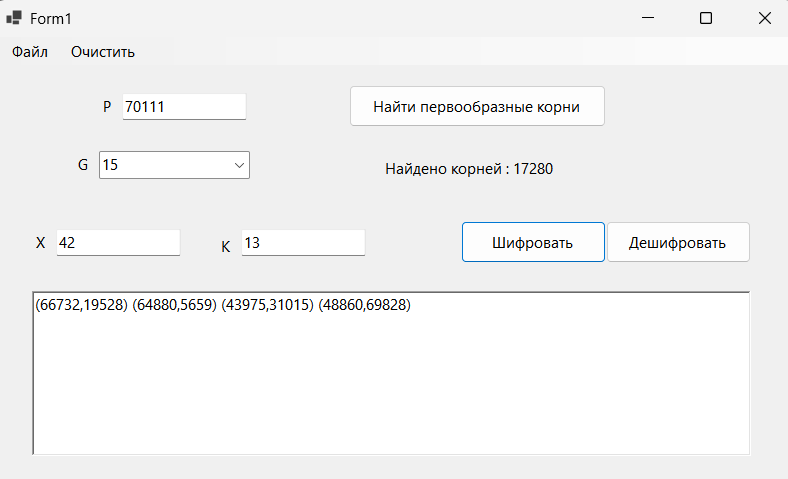 Form1
Файл Очистить
P 70111 Найти первообразные корни
G 15 Найдено корней : 17280
X 42 K 13 Шифровать Дешифровать
(66732,19528) (64880,5659) (43975,31015) (48860,69828)